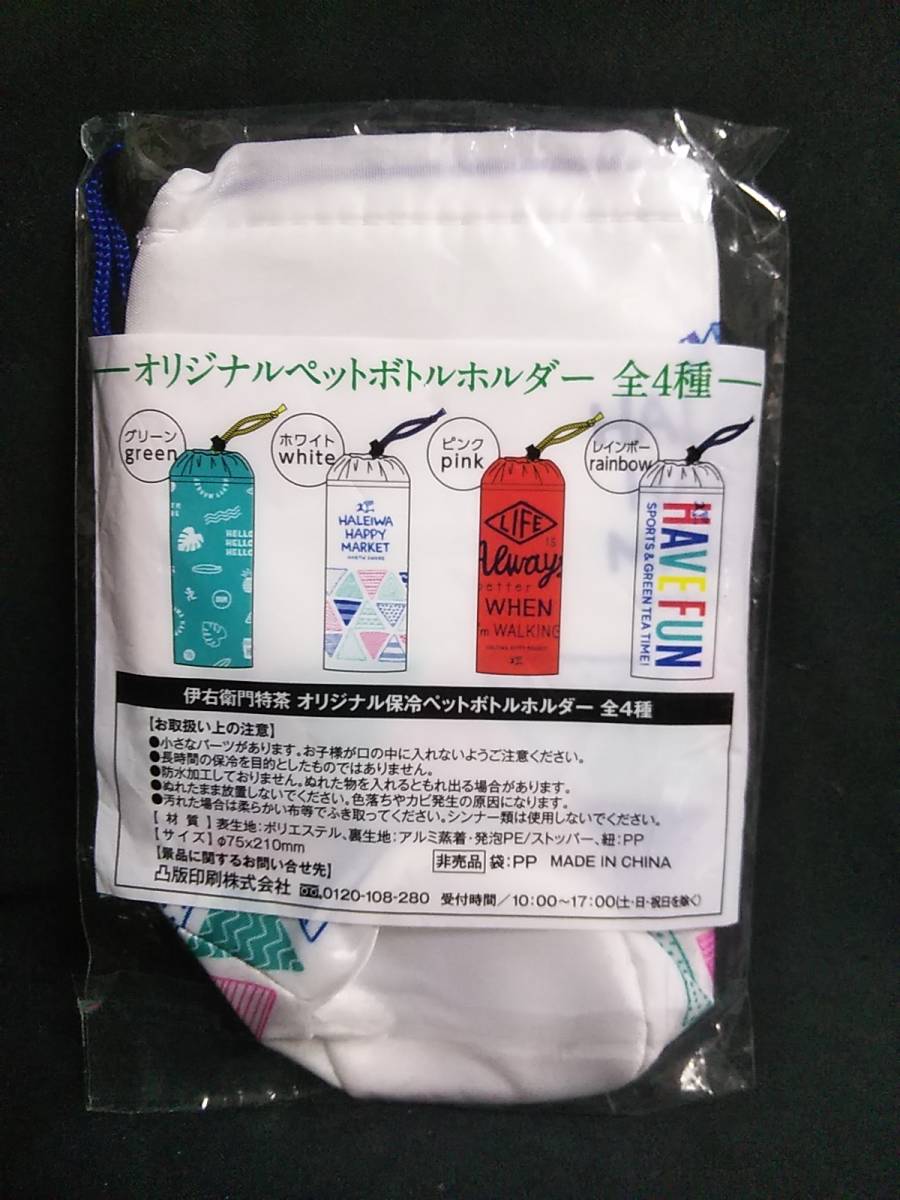 オリジナルペットボトルホルダー 全4種
グリーン
green
ホワイト
white
ピンク
pink
レインボー
rainbow
HELLO
HELLO
HELLO
HALEIWA
HAPPY
MARKET
NORTH SHORE
LIFE
IS
Always
better
WHEN
I'm WALKING
HALEIWA HAPPY MARKET
HAVE FUN
SPORTS & GREEN TEA TIME!
伊右衛門特茶 オリジナル保冷ペットボトルホルダー 全4種
【お取扱い上の注意】
●小さなパーツがあります。お子様が口の中に入れないようご注意ください。
●長時間の保冷を目的としたものではありません。
●防水加工しておりません。ぬれた物を入れるともれ出る場合があります。
●ぬれたまま放置しないでください。色落ちやカビ発生の原因になります。
●汚れた場合は柔らかい布等でふき取ってください。シンナー類は使用しないでください。
【材質】表生地:ポリエステル、裏生地:アルミ蒸着・発泡PE/ストッパー、紐:PP
【サイズ】φ75x210mm
【景品に関するお問い合せ先】 非売品 袋:PP MADE IN CHINA
凸版印刷株式会社 0120-108-280 受付時間/10:00〜17:00(土・日・祝日を除く)